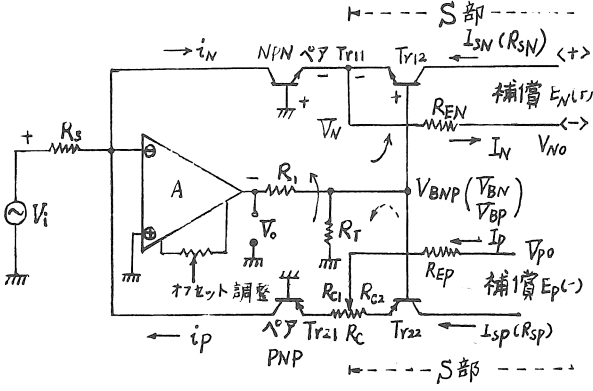 S部
iN
NPN ペア Tr11
Tr12
ISN (RSN)
<+>
補償 EN(r)
<->
VNO
REN
IN
VN
+
Rs
Vi
A
R1
Vo
RT
VBNP (VBN VBP)
IP
VPO
REP
補償 EP(-)
オフセット調整
RC1
RC2
RC
iP
ペア Tr21
PNP
Tr22
ISP(RSP)
S部